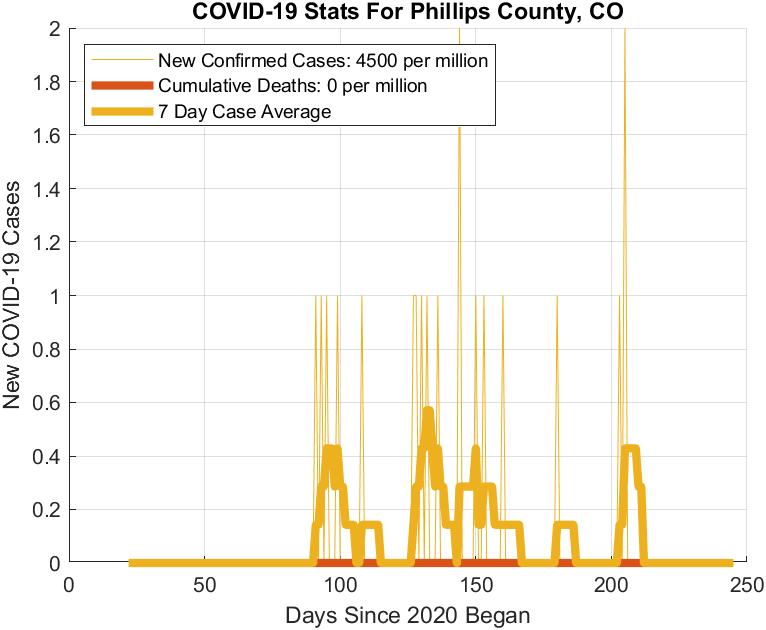 COVID-19 Stats For Phillips County, CO
New Confirmed Cases: 4500 per million
Cumulative Deaths: 0 per million
7 Day Case Average
New COVID-19 Cases
2
1.8
1.6
1.4
1.2
1
0.8
0.6
0.4
0.2
0
0 50 100 150 200 250
Days Since 2020 Began